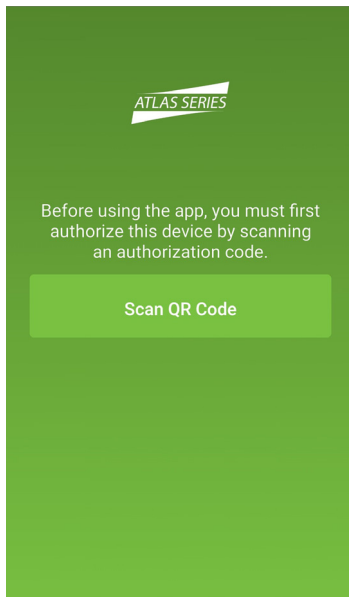 ATLAS SERIES
Before using the app, you must first
authorize this device by scanning
an authorization code.
Scan QR Code